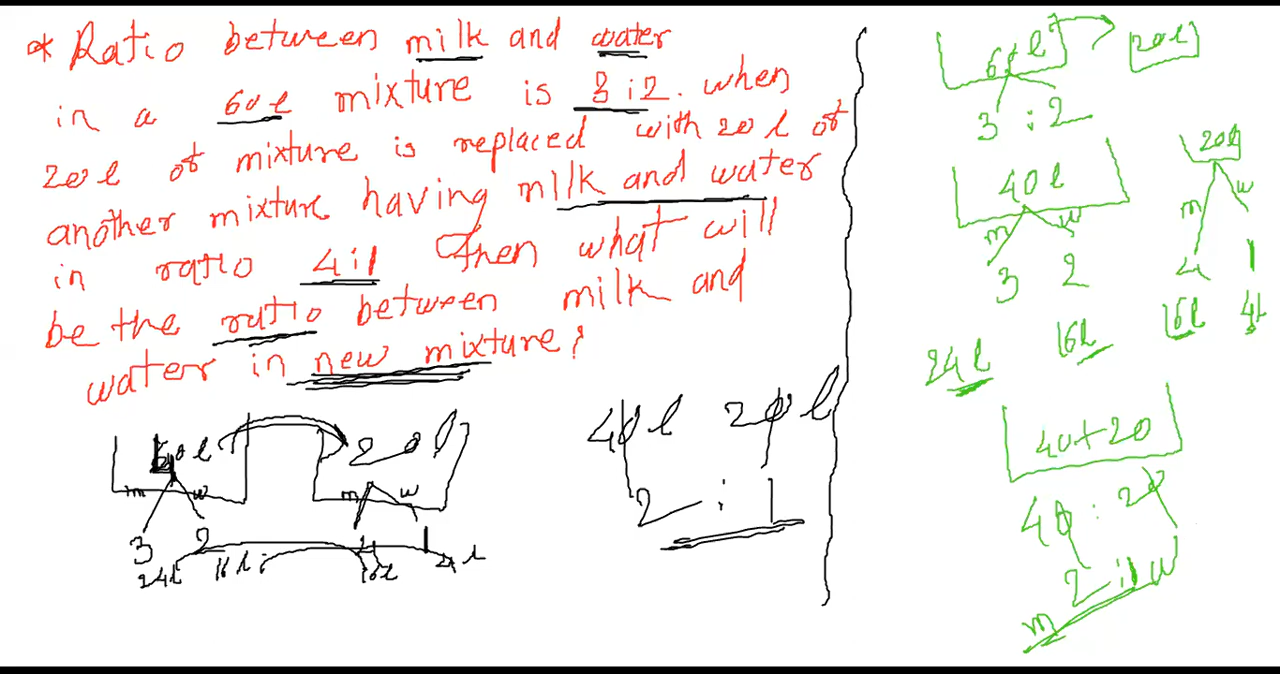 * Ratio between milk and water
in a 60l mixture is 3:2. when
20l of mixture is replaced with 20 l of
another mixture having milk and water
in ratio 4:1 Then what will
be the ratio between milk and
water in new mixture?
20l
m w m w
3 2 1
24l 16l 16l 4l
40l 20l
2 : 1
60l 20l
3 : 2
40l 20l
m w m w
3 2 4 1
24l 16l 16l 4l
40+20
40 : 20
m 2:1 w